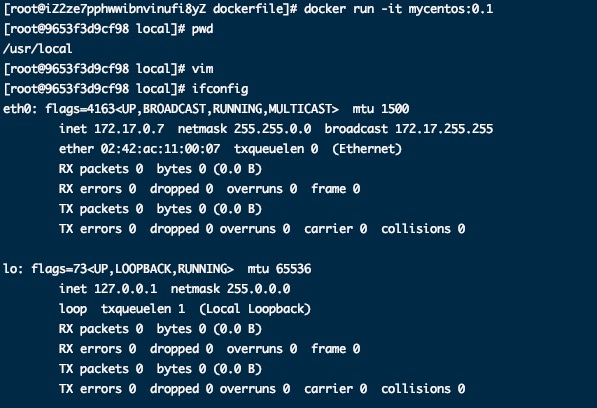 [root@iZ2ze7pphwwibnvinufi8yZ dockerfile]# docker run -it mycentos:0.1
[root@9653f3d9cf98 local]# pwd
/usr/local
[root@9653f3d9cf98 local]# vim
[root@9653f3d9cf98 local]# ifconfig
eth0: flags=4163<UP,BROADCAST,RUNNING,MULTICAST>  mtu 1500
        inet 172.17.0.7  netmask 255.255.0.0  broadcast 172.17.255.255
        ether 02:42:ac:11:00:07  txqueuelen 0  (Ethernet)
        RX packets 0  bytes 0 (0.0 B)
        RX errors 0  dropped 0  overruns 0  frame 0
        TX packets 0  bytes 0 (0.0 B)
        TX errors 0  dropped 0 overruns 0  carrier 0  collisions 0

lo: flags=73<UP,LOOPBACK,RUNNING>  mtu 65536
        inet 127.0.0.1  netmask 255.0.0.0
        loop  txqueuelen 1  (Local Loopback)
        RX packets 0  bytes 0 (0.0 B)
        RX errors 0  dropped 0  overruns 0  frame 0
        TX packets 0  bytes 0 (0.0 B)
        TX errors 0  dropped 0 overruns 0  carrier 0  collisions 0